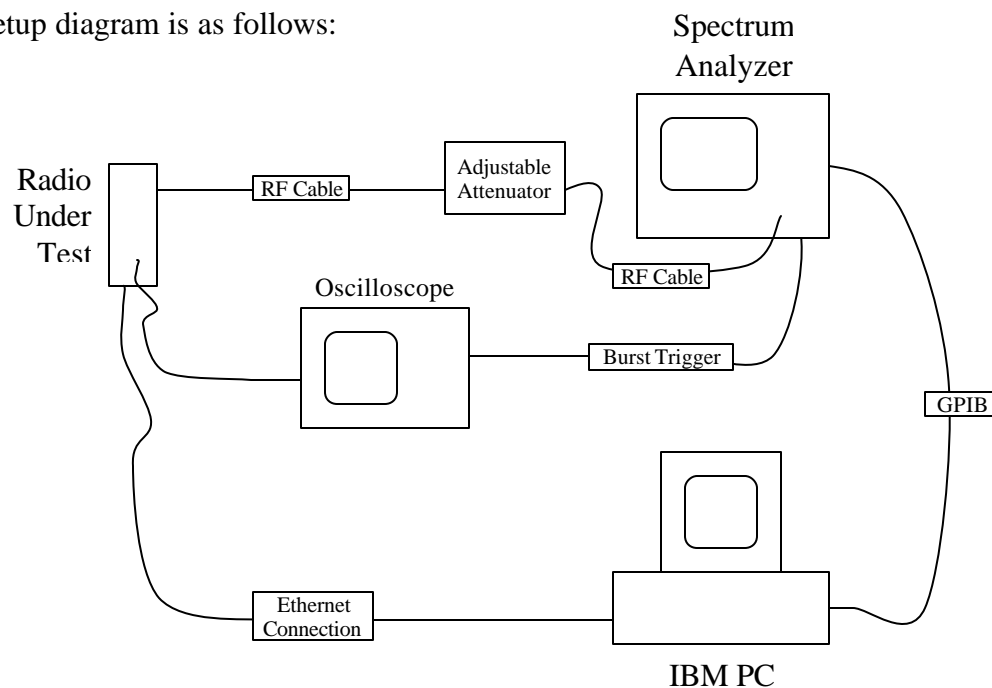 etup diagram is as follows:
Spectrum
Analyzer
Radio
Under
Test
RF Cable
Adjustable
Attenuator
RF Cable
Oscilloscope
Burst Trigger
GPIB
Ethernet
Connection
IBM PC